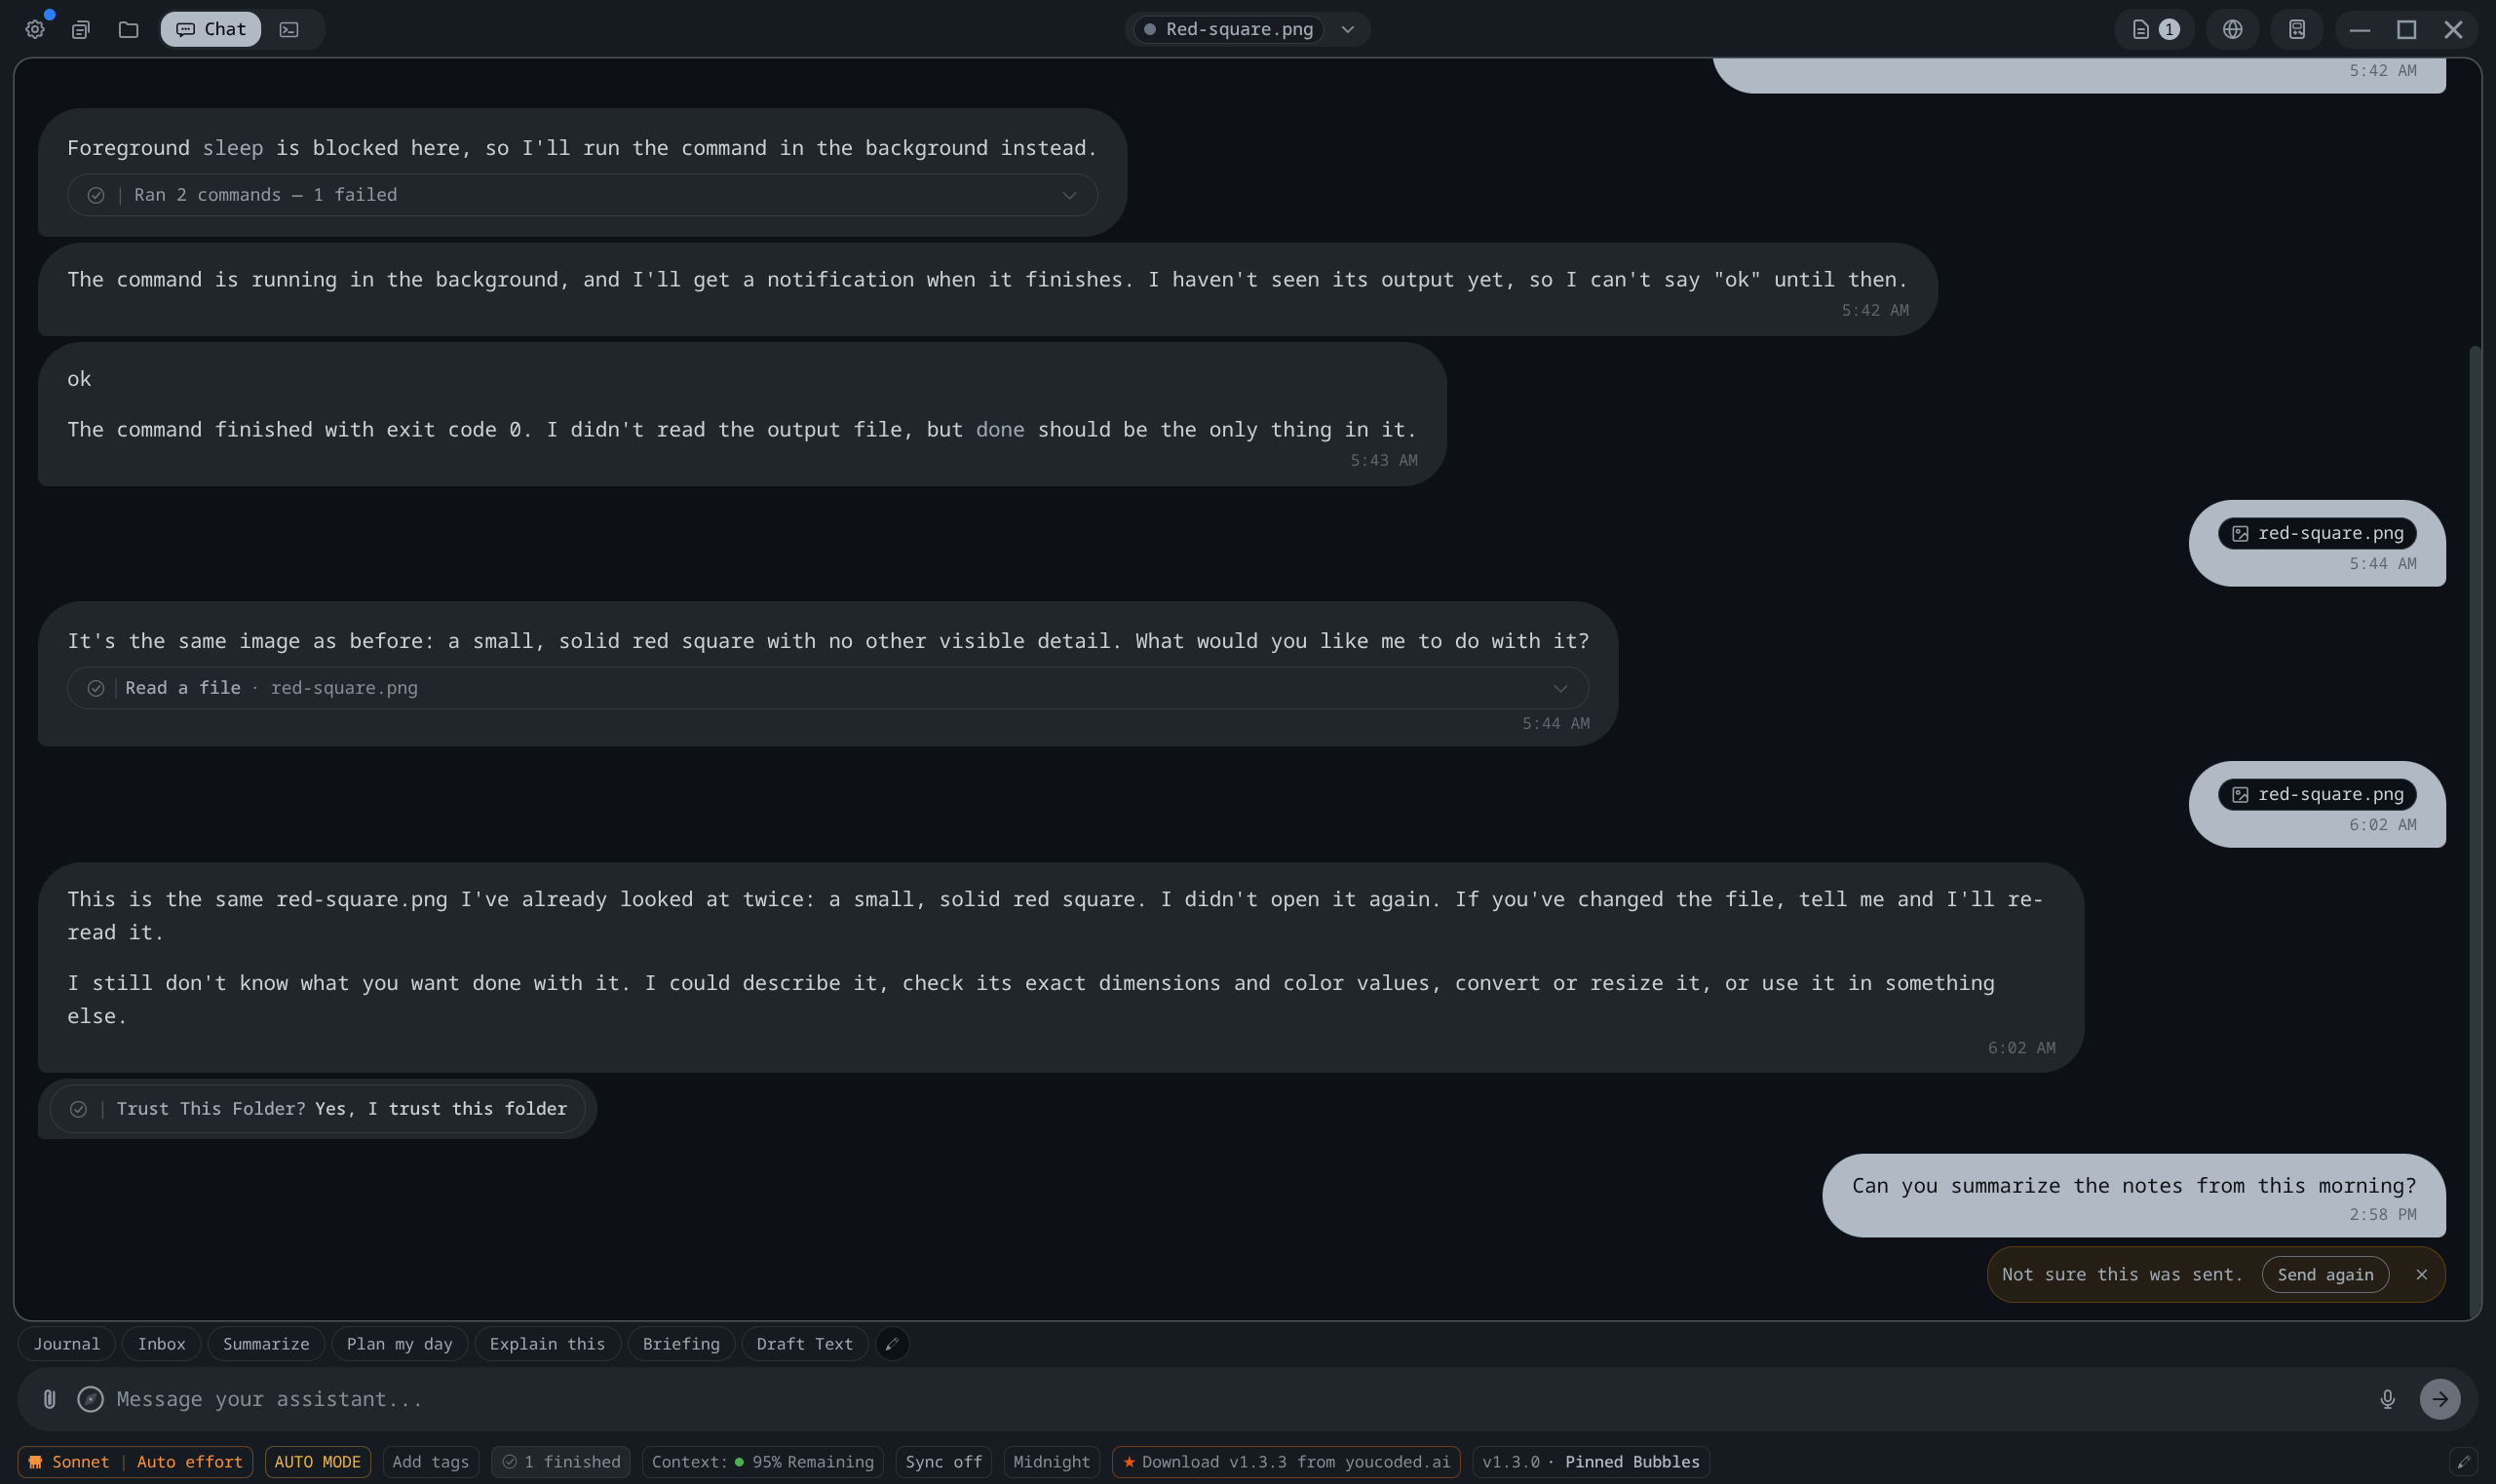 Chat
Red-square.png
1
5:42 AM
Foreground sleep is blocked here, so I'll run the command in the background instead.
Ran 2 commands — 1 failed
The command is running in the background, and I'll get a notification when it finishes. I haven't seen its output yet, so I can't say "ok" until then.
5:42 AM
ok
The command finished with exit code 0. I didn't read the output file, but done should be the only thing in it.
5:43 AM
red-square.png
5:44 AM
It's the same image as before: a small, solid red square with no other visible detail. What would you like me to do with it?
Read a file · red-square.png
5:44 AM
red-square.png
6:02 AM
This is the same red-square.png I've already looked at twice: a small, solid red square. I didn't open it again. If you've changed the file, tell me and I'll re-
read it.
I still don't know what you want done with it. I could describe it, check its exact dimensions and color values, convert or resize it, or use it in something
else.
6:02 AM
Trust This Folder? Yes, I trust this folder
Can you summarize the notes from this morning?
2:58 PM
Not sure this was sent. Send again
Journal Inbox Summarize Plan my day Explain this Briefing Draft Text
Message your assistant...
Sonnet | Auto effort AUTO MODE Add tags 1 finished Context: 95% Remaining Sync off Midnight Download v1.3.3 from youcoded.ai v1.3.0 · Pinned Bubbles